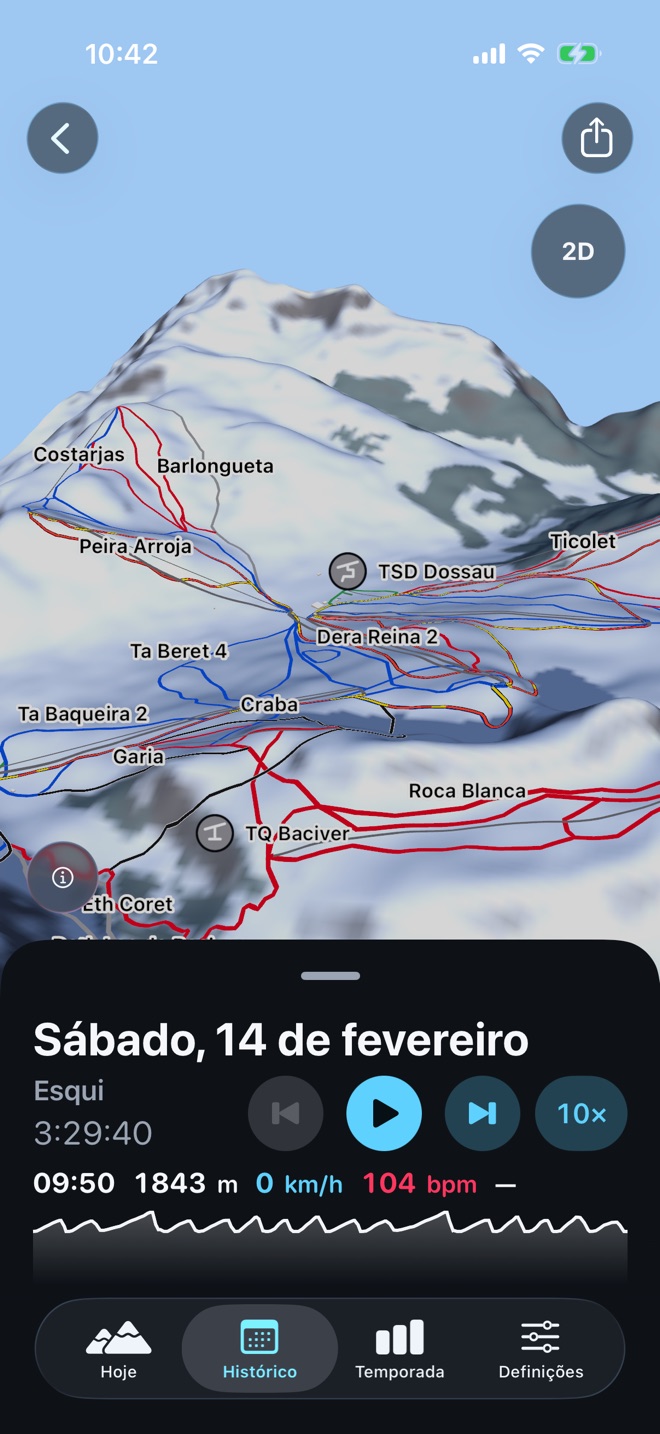 10:42
2D
Costarjas
Barlongueta
Peira Arroja
Ticolet
TSD Dossau
Dera Reina 2
Ta Beret 4
Craba
Ta Baqueira 2
Garia
Roca Blanca
TQ Baciver
Eth Coret
Sábado, 14 de fevereiro
Esqui
3:29:40
10×
09:50 1843 m 0 km/h 104 bpm —
Hoje Histórico Temporada Definições